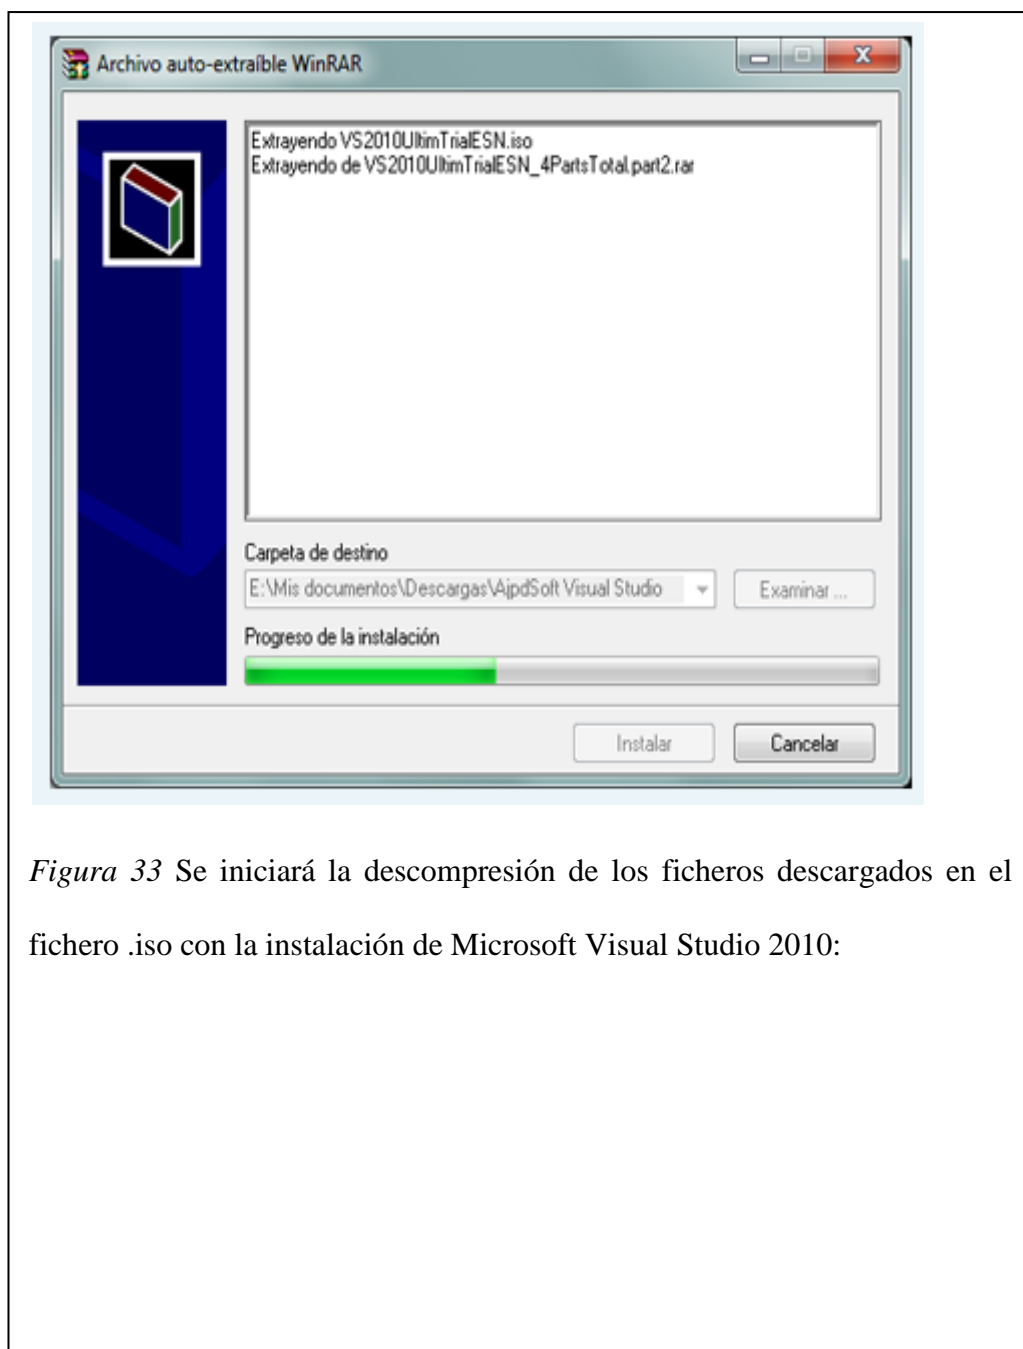 Archivo auto-extraíble WinRAR
Extrayendo VS2010UltimTrialESN.iso
Extrayendo de VS2010UltimTrialESN_4PartsTotal.part2.rar
Carpeta de destino
E:\Mis documentos\Descargas\AjpdSoft Visual Studio
Examinar ...
Progreso de la instalación
Instalar
Cancelar
Figura 33 Se iniciará la descompresión de los ficheros descargados en el
fichero .iso con la instalación de Microsoft Visual Studio 2010: